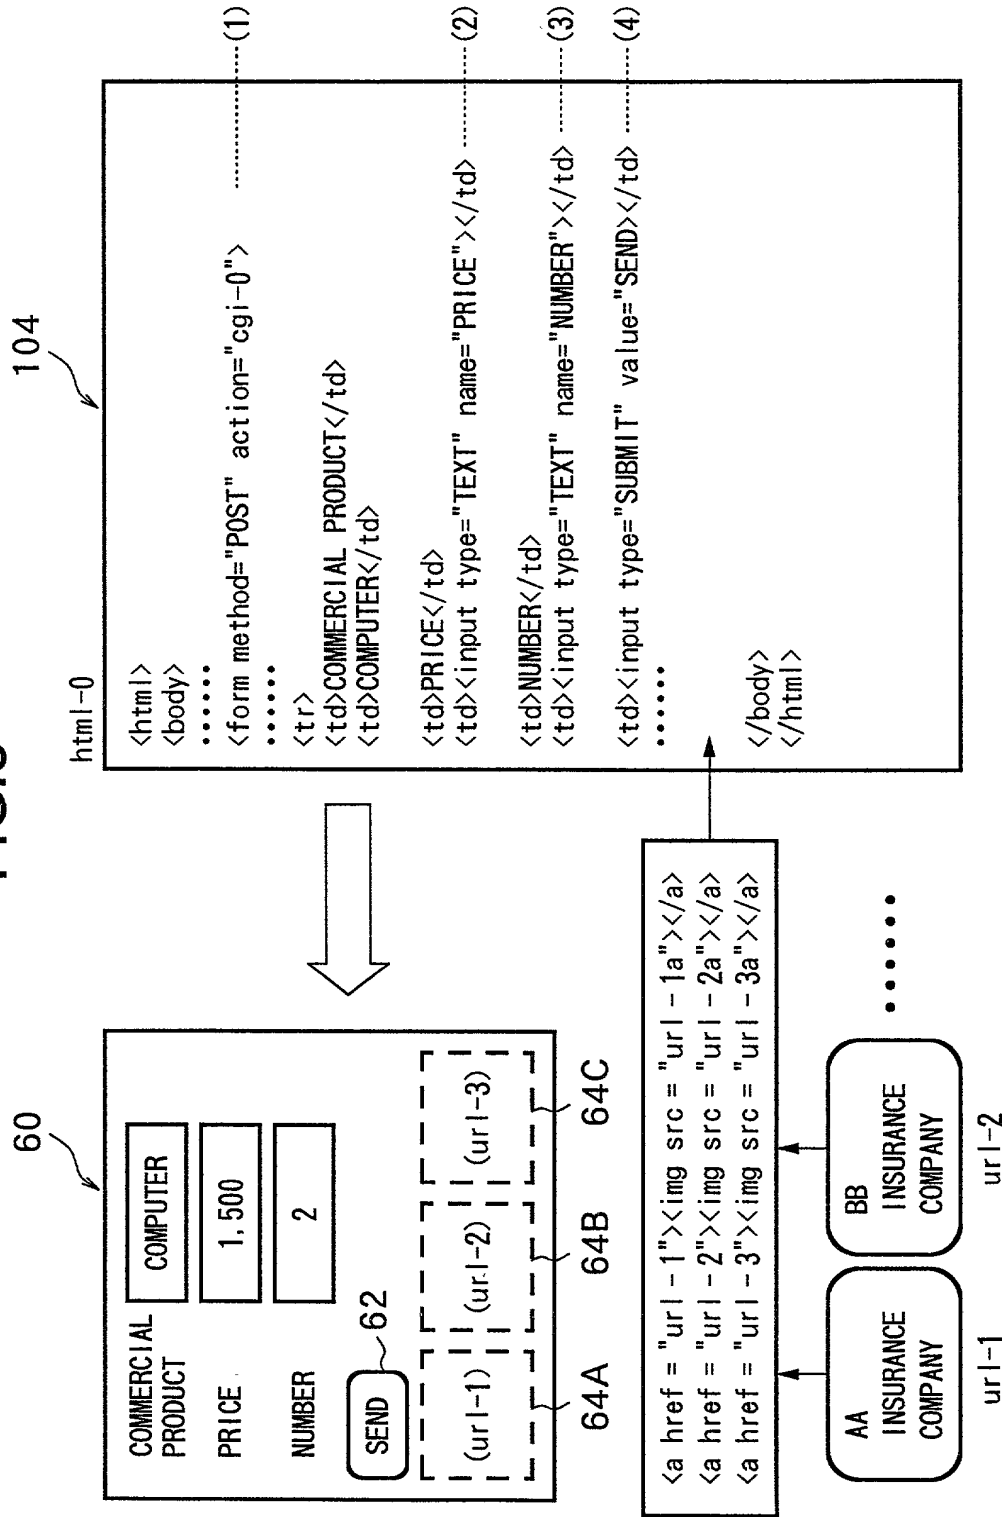 60
COMMERCIAL
PRODUCT
COMPUTER
PRICE
1,500
NUMBER
2
SEND
62
(url-1)
(url-2)
(url-3)
64A
64B
64C
104
html-0
<html>
<body>
......
<form method="POST" action="cgi-0"> ............(1)
......
<tr>
<td>COMMERCIAL PRODUCT</td>
<td>COMPUTER</td>
<td>PRICE</td>
<td><input type="TEXT" name="PRICE"></td> ............(2)
<td>NUMBER</td>
<td><input type="TEXT" name="NUMBER"></td> ............(3)
<td><input type="SUBMIT" value="SEND></td> ............(4)
......
</body>
</html>
<a href = "url-1"><img src = "url-1a"></a>
<a href = "url-2"><img src = "url-2a"></a>
<a href = "url-3"><img src = "url-3a"></a>
AA
INSURANCE
COMPANY
url-1
BB
INSURANCE
COMPANY
url-2
......